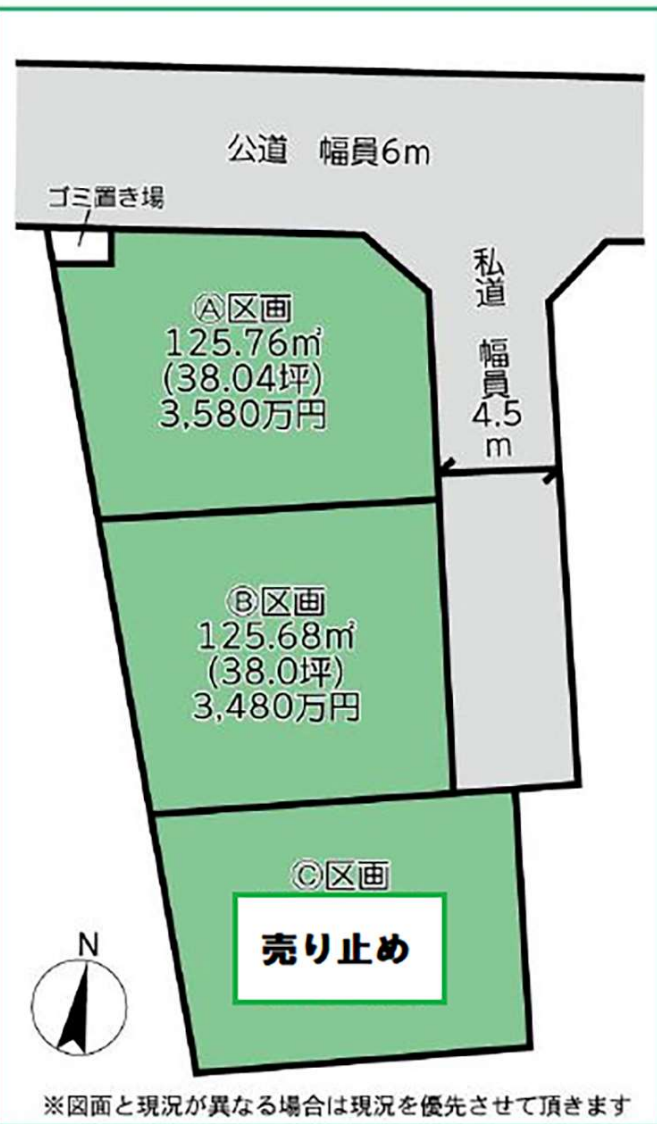 公道　幅員6m
ゴミ置き場
私道　幅員4.5m
Ⓐ区画
125.76㎡
(38.04坪)
3,580万円
Ⓑ区画
125.68㎡
(38.0坪)
3,480万円
Ⓒ区画
売り止め
N
※図面と現況が異なる場合は現況を優先させて頂きます